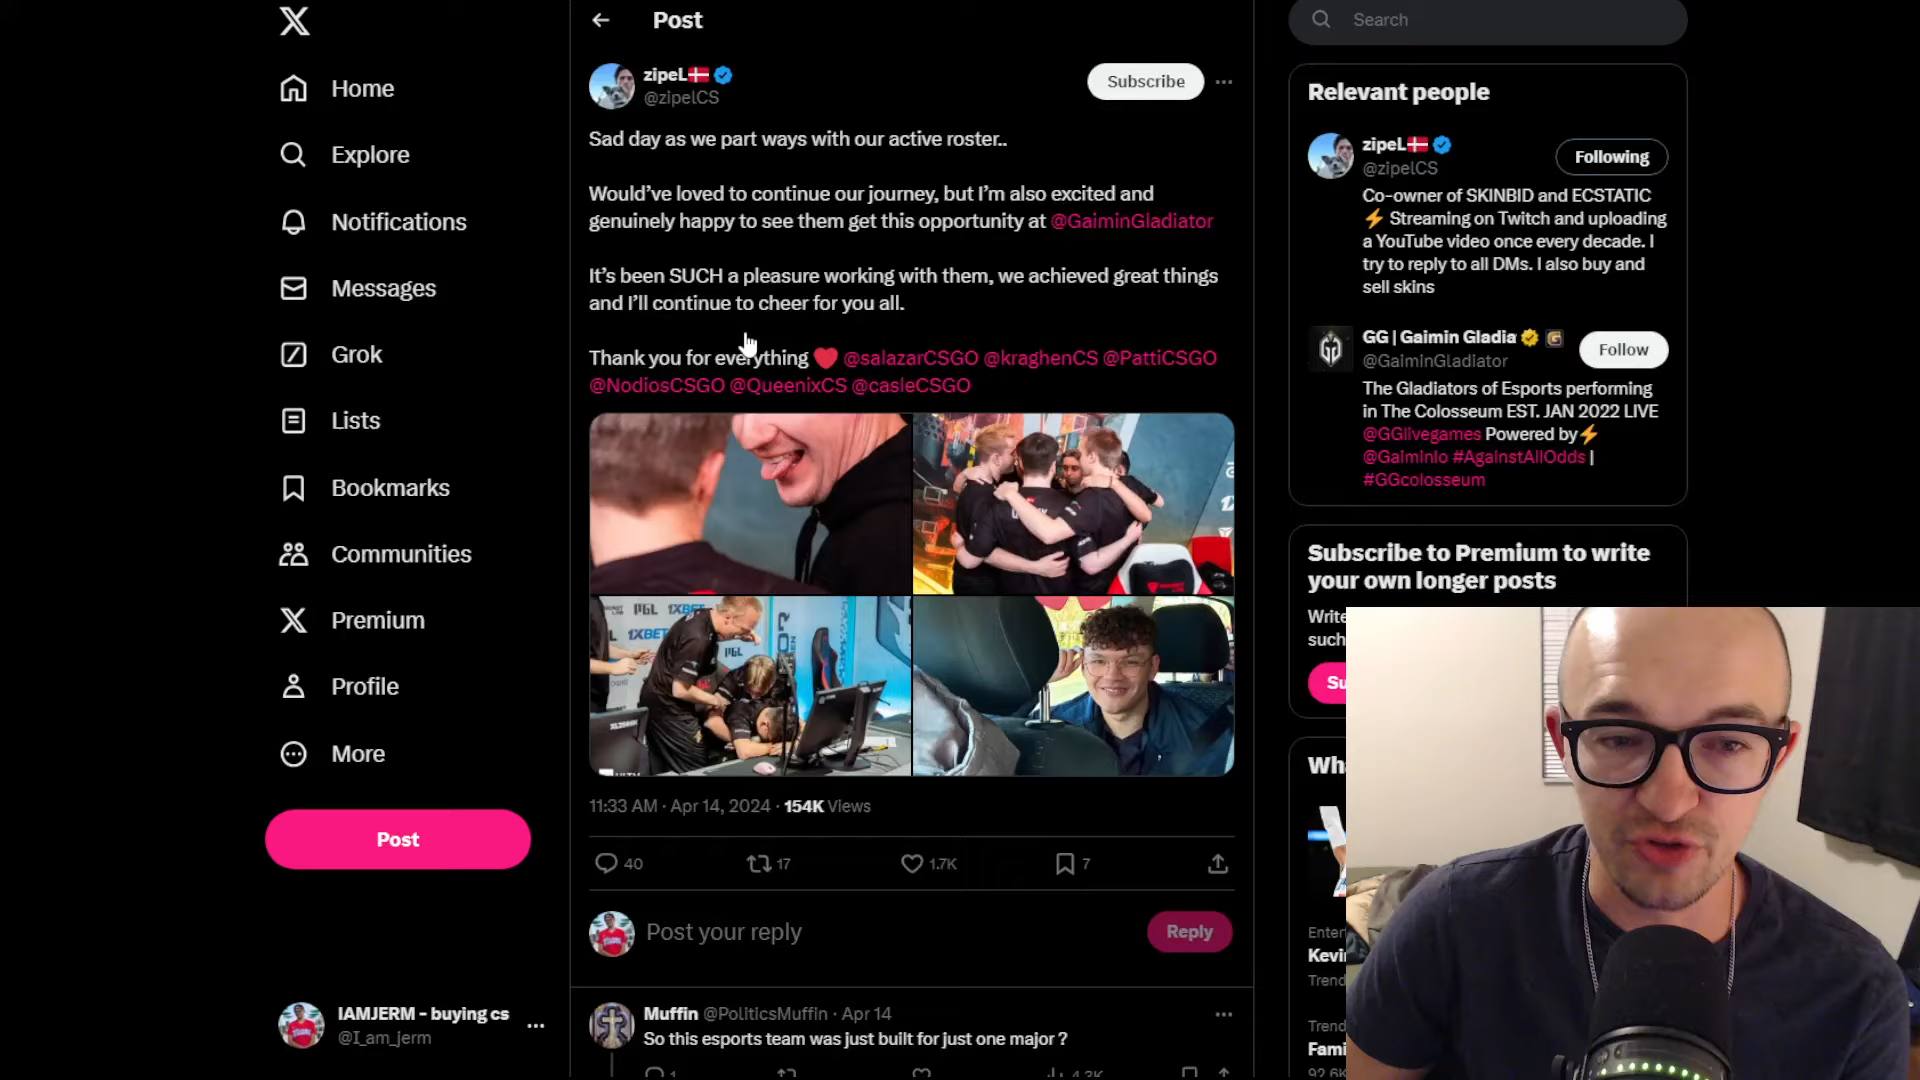 Post
Search
Home
Explore
Notifications
Messages
Grok
Lists
Bookmarks
Communities
Premium
Profile
More
Post
IAMJERM - buying cs
@I_am_jerm
zipeL
@zipelCS
Subscribe
Sad day as we part ways with our active roster..
Would've loved to continue our journey, but I'm also excited and
genuinely happy to see them get this opportunity at @GaiminGladiator
It's been SUCH a pleasure working with them, we achieved great things
and I'll continue to cheer for you all.
Thank you for everything ❤️ @salazarCSGO @kraghenCS @PattiCSGO
@NodiosCSGO @QueenixCS @casleCSGO
PGL 1XBET
1XBET
PGL
11:33 AM · Apr 14, 2024 · 154K Views
40 17 1.7K 7
Post your reply
Reply
Muffin @PoliticsMuffin · Apr 14
So this esports team was just built for just one major ?
1 4.3K
Relevant people
zipeL
@zipelCS
Following
Co-owner of SKINBID and ECSTATIC
⚡ Streaming on Twitch and uploading
a YouTube video once every decade. I
try to reply to all DMs. I also buy and
sell skins
GG | Gaimin Gladia
@GaiminGladiator
Follow
The Gladiators of Esports performing
in The Colosseum EST. JAN 2022 LIVE
@GGlivegames Powered by⚡
@GaiminIo #AgainstAllOdds |
#GGcolosseum
Subscribe to Premium to write
your own longer posts
Write
such
Su
Wh
Enter
Kevi
Trend
Trend
Fami
92.6K